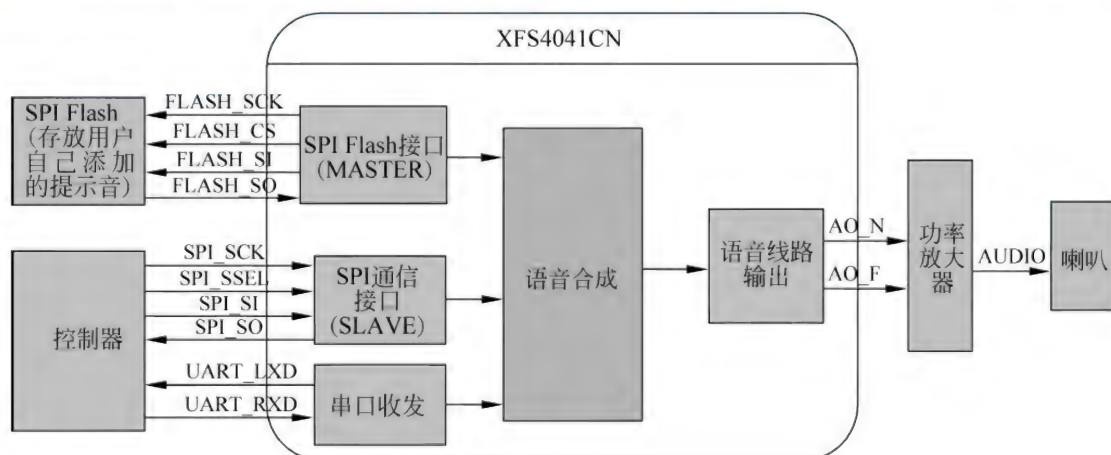 XFS4041CN
SPI Flash
(存放用户
自己添加
的提示音)
FLASH_SCK
FLASH_CS
FLASH_SI
FLASH_SO
SPI Flash接口
(MASTER)
控制器
SPI_SCK
SPI_SSEL
SPI_SI
SPI_SO
UART_LXD
UART_RXD
SPI通信
接口
(SLAVE)
串口收发
语音合成
语音线路
输出
AO_N
AO_F
功率
放大
器
AUDIO
喇叭